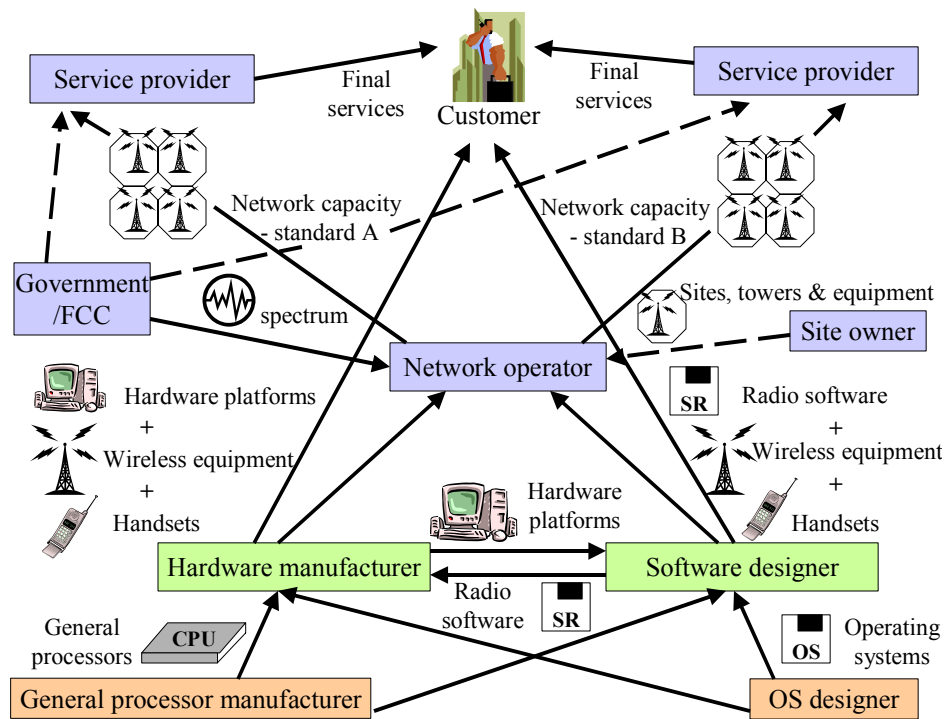 Service provider
Final
services
Customer
Final
services
Service provider
Network capacity
- standard A
Network capacity
- standard B
Government
/FCC
spectrum
Sites, towers & equipment
Site owner
Network operator
Hardware platforms
+
Wireless equipment
+
Handsets
SR
Radio software
+
Wireless equipment
+
Handsets
Hardware
platforms
Hardware manufacturer
Software designer
Radio
software
SR
General
processors
CPU
OS
Operating
systems
General processor manufacturer
OS designer